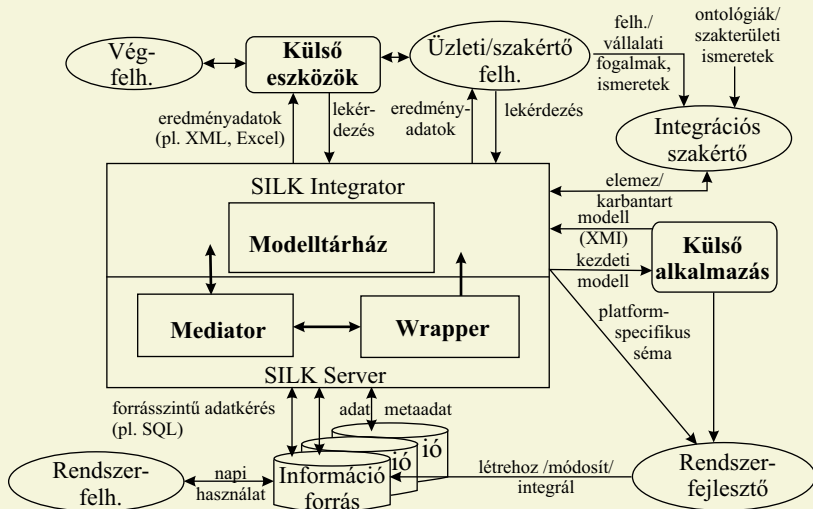 Vég-
felh.
Külső
eszközök
Üzleti/szakértő
felh.
felh./
vállalati
fogalmak,
ismeretek
ontológiák/
szakterületi
ismeretek
eredményadatok
(pl. XML, Excel)
lekér-
dezés
eredmény-
adatok
lekérdezés
Integrációs
szakértő
SILK Integrator
Modelltárház
elemez/
karbantart
modell
(XMI)
kezdeti
modell
Külső
alkalmazás
Mediator
Wrapper
platform-
specifikus
séma
SILK Server
forrásszintű adatkérés
(pl. SQL)
adat
metaadat
ió
ió
Információ
forrás
Rendszer-
felh.
napi
használat
létrehoz /módosít/
integrál
Rendszer-
fejlesztő